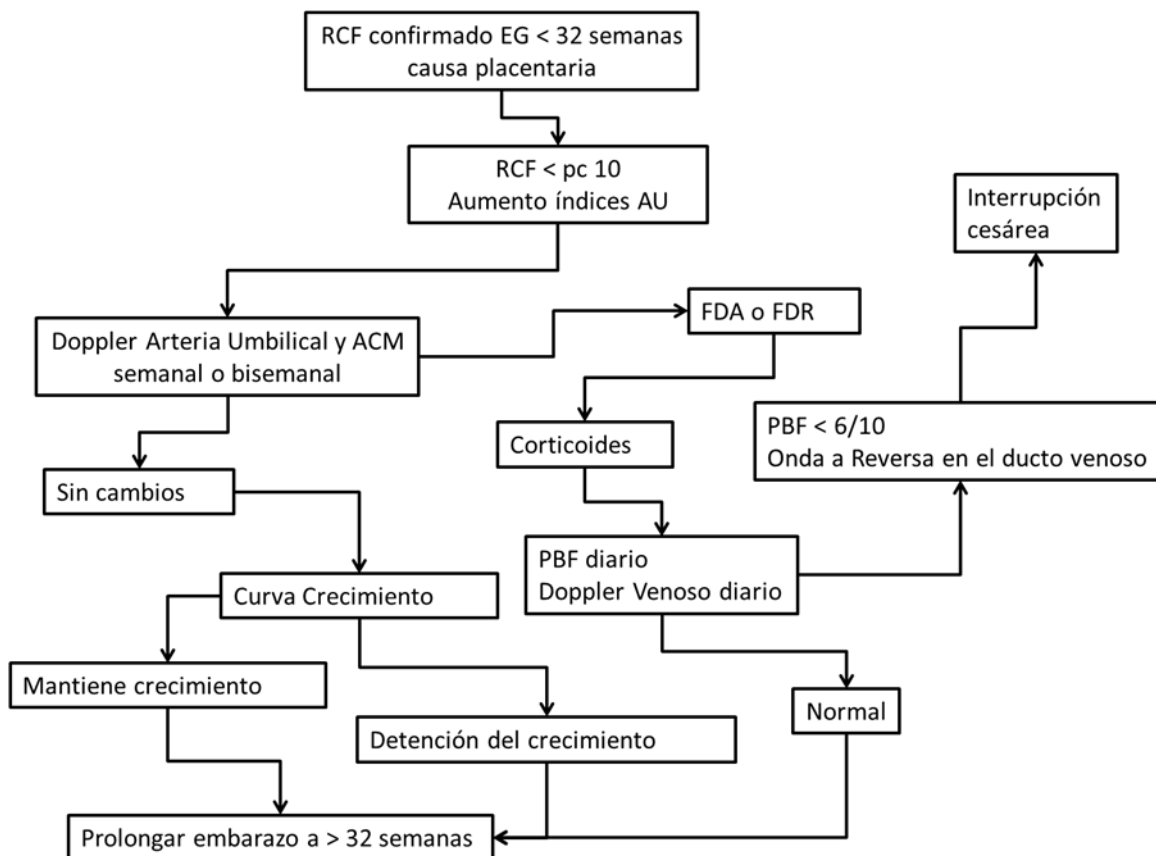 RCF confirmado EG < 32 semanas
causa placentaria
RCF < pc 10
Aumento índices AU
Interrupción
cesárea
Doppler Arteria Umbilical y ACM
semanal o bisemanal
FDA o FDR
PBF < 6/10
Onda a Reversa en el ducto venoso
Corticoides
Sin cambios
PBF diario
Doppler Venoso diario
Curva Crecimiento
Mantiene crecimiento
Normal
Detención del crecimiento
Prolongar embarazo a > 32 semanas